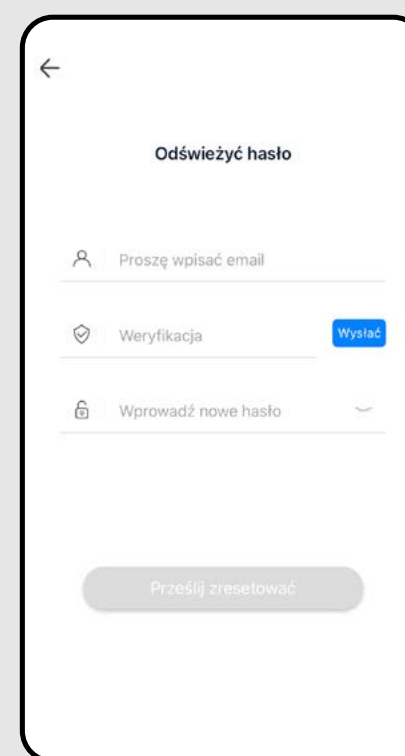 Odświeżyć hasło
Proszę wpisać email
Weryfikacja
Wysłać
Wprowadź nowe hasło
Prześlij zresetować